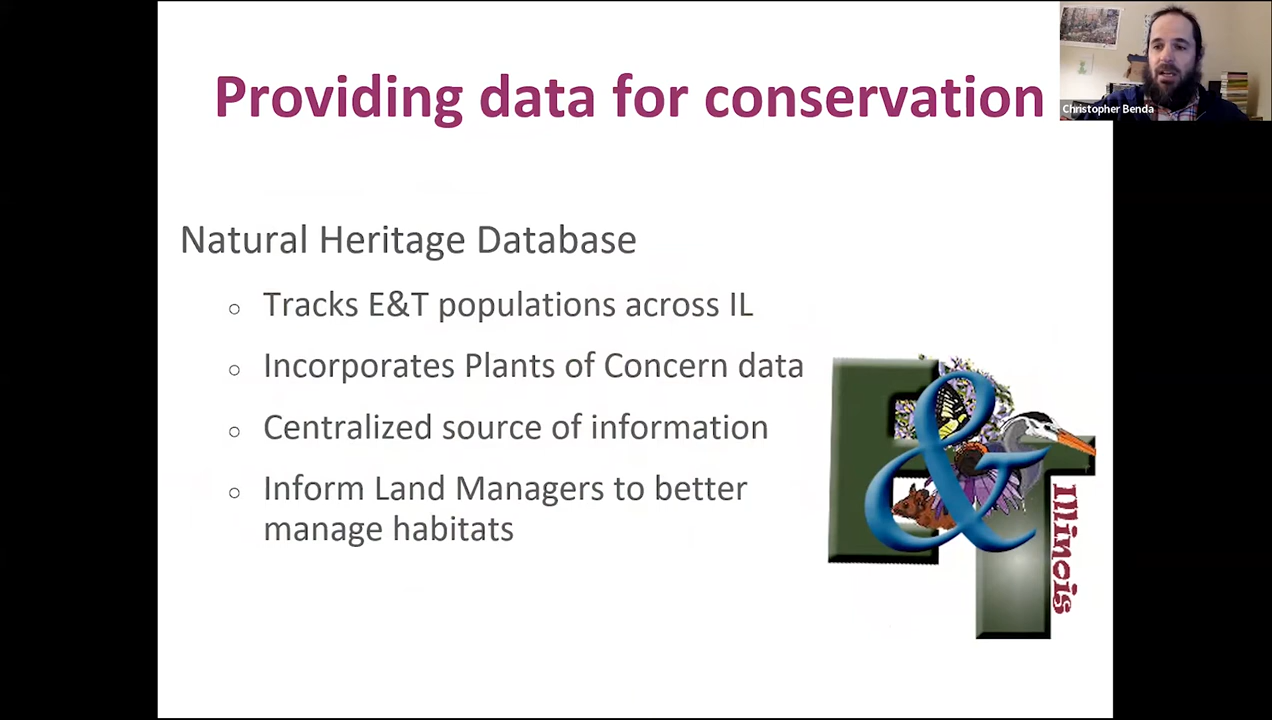 Providing data for conservation
Christopher Benda
Natural Heritage Database
Tracks E&T populations across IL
Incorporates Plants of Concern data
Centralized source of information
Inform Land Managers to better
manage habitats
E&T
Illinois